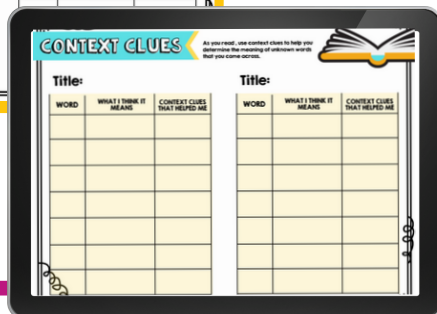 CONTEXT CLUES
As you read, use context clues to help you
determine the meaning of unknown words
that you come across.
Title:
WORD
WHAT I THINK IT
MEANS
CONTEXT CLUES
THAT HELPED ME
Title:
WORD
WHAT I THINK IT
MEANS
CONTEXT CLUES
THAT HELPED ME